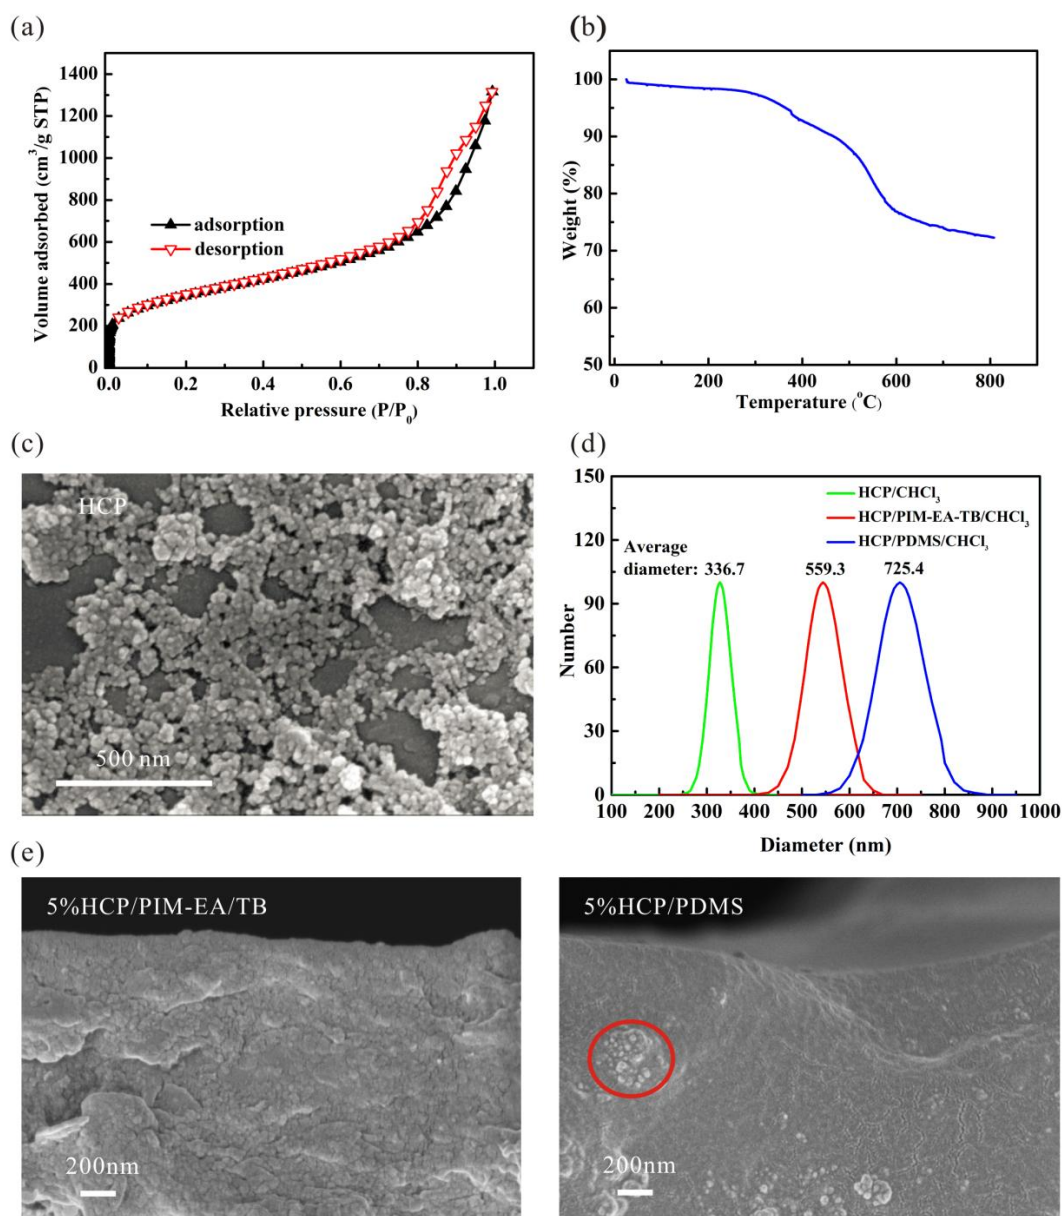 (a)
1400
1200
1000
800
600
400
200
0
Volume adsorbed (cm³/g STP)
adsorption
desorption
0.0 0.2 0.4 0.6 0.8 1.0
Relative pressure (P/P₀)
(b)
100
90
80
70
60
50
Weight (%)
0 200 400 600 800
Temperature (°C)
(c)
HCP
500 nm
(d)
150
120
90
60
30
0
Number
HCP/CHCl₃
HCP/PIM-EA-TB/CHCl₃
HCP/PDMS/CHCl₃
Average
diameter: 336.7 559.3 725.4
100 200 300 400 500 600 700 800 900 1000
Diameter (nm)
(e)
5%HCP/PIM-EA/TB
200nm
5%HCP/PDMS
200nm